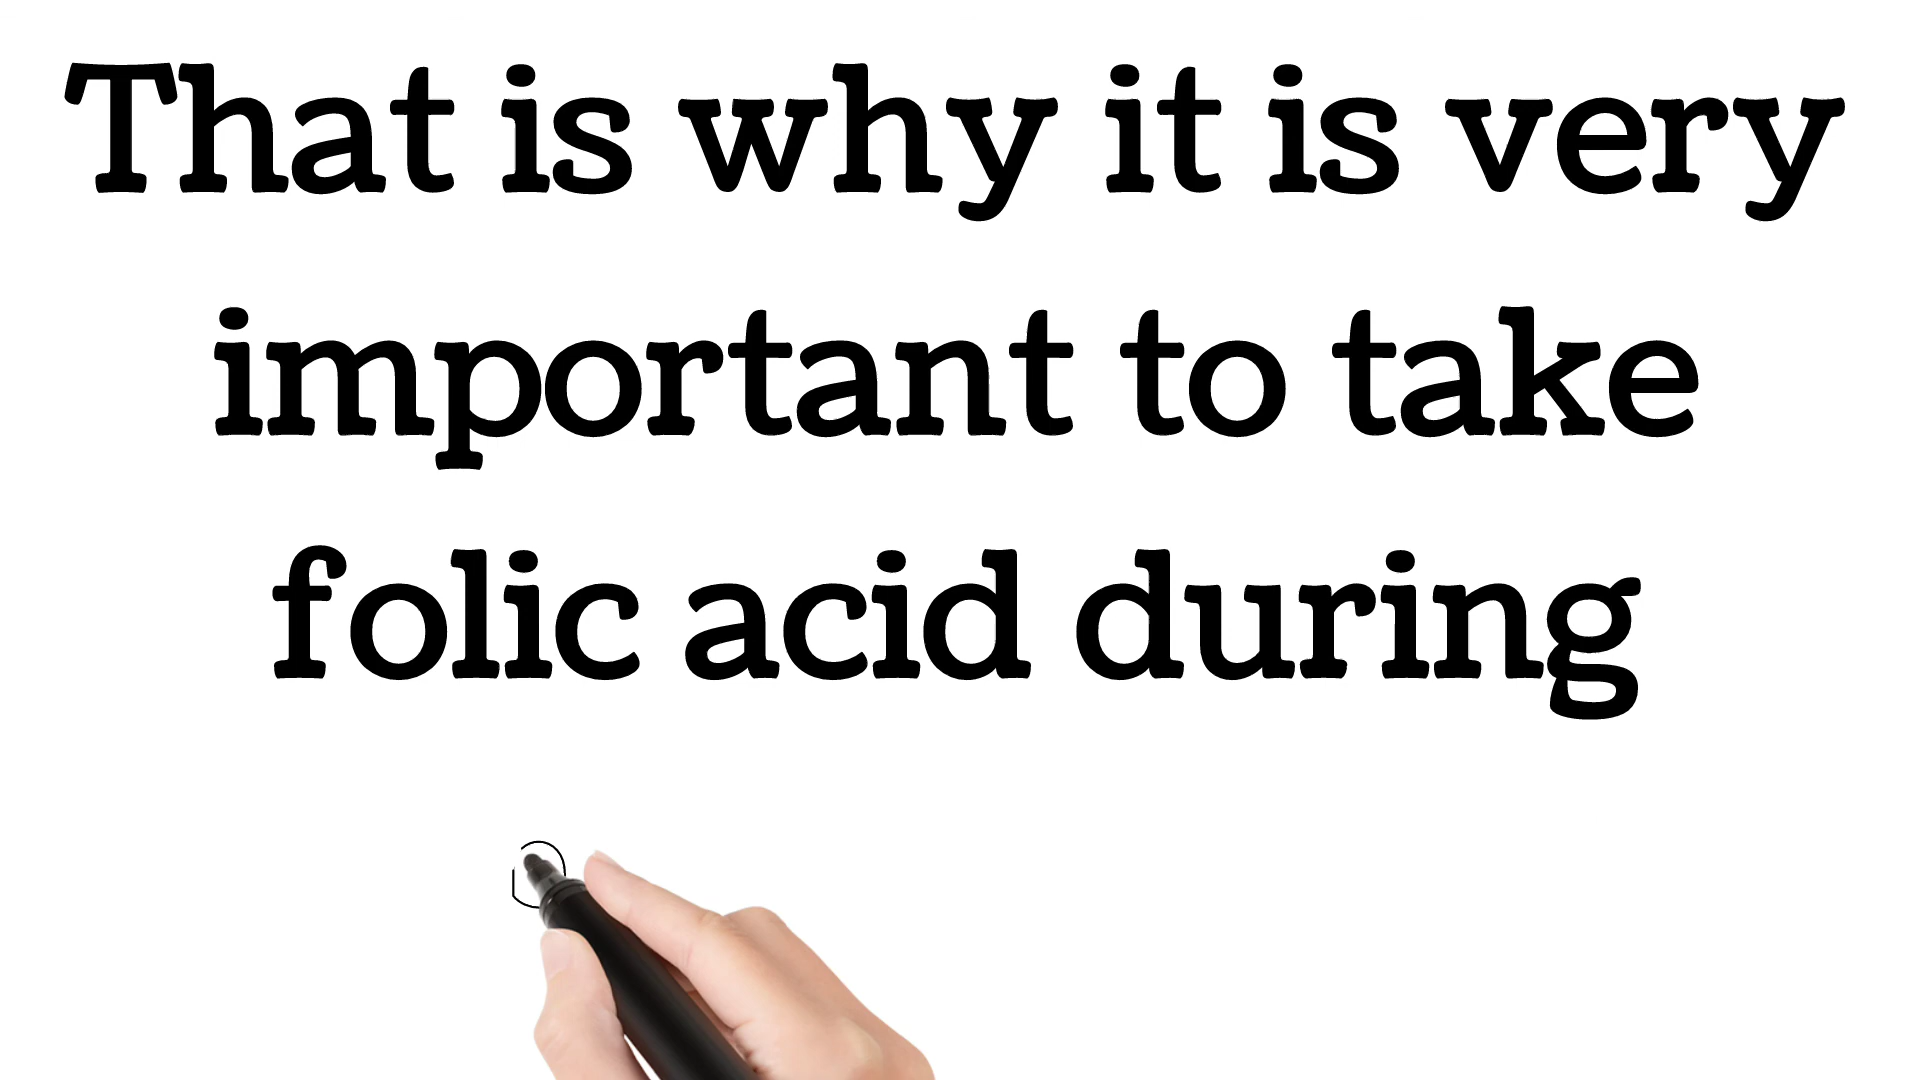 That is why it is very
important to take
folic acid during